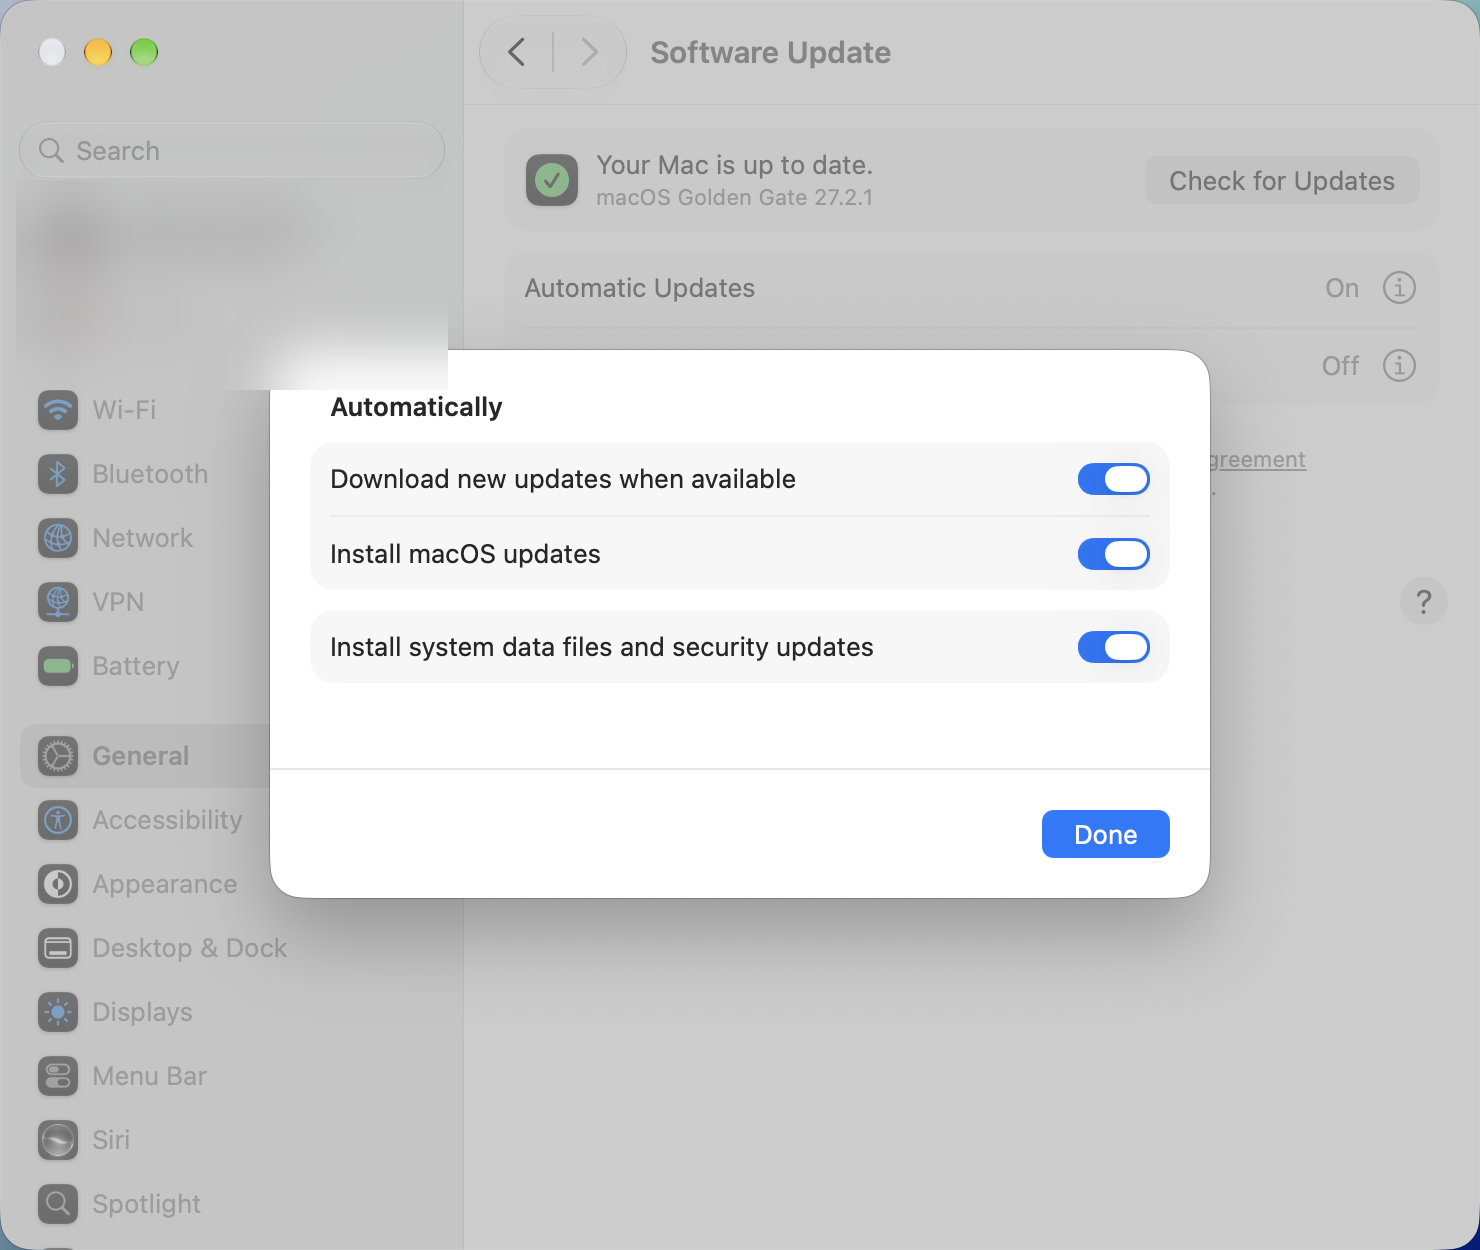 Software Update
Search
Your Mac is up to date.
macOS Golden Gate 27.2.1
Check for Updates
Automatic Updates
On
Off
greement
.
Automatically
Download new updates when available
Install macOS updates
Install system data files and security updates
Done
?
Wi-Fi
Bluetooth
Network
VPN
Battery
General
Accessibility
Appearance
Desktop & Dock
Displays
Menu Bar
Siri
Spotlight